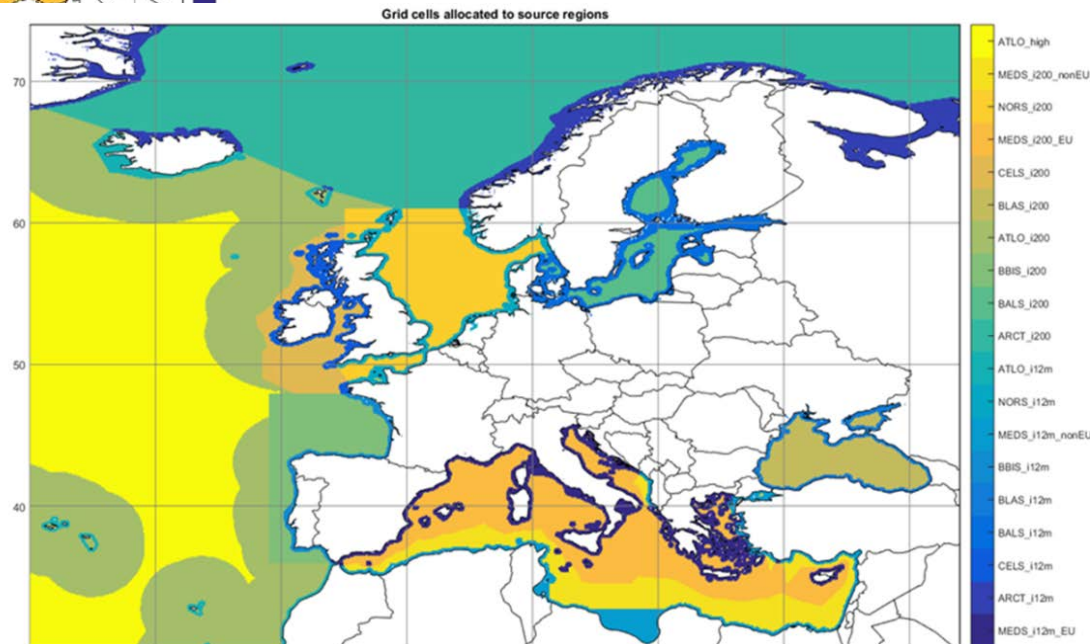 Grid cells allocated to source regions
70
60
50
40
ATLO_high
MEDS_i200_nonEU
NORS_i200
MEDS_i200_EU
CELS_i200
BLAS_i200
ATLO_i200
BBIS_i200
BALS_i200
ARCT_i200
ATLO_i12m
NORS_i12m
MEDS_i12m_nonEU
BBIS_i12m
BLAS_i12m
BALS_i12m
CELS_i12m
ARCT_i12m
MEDS_i12m_EU